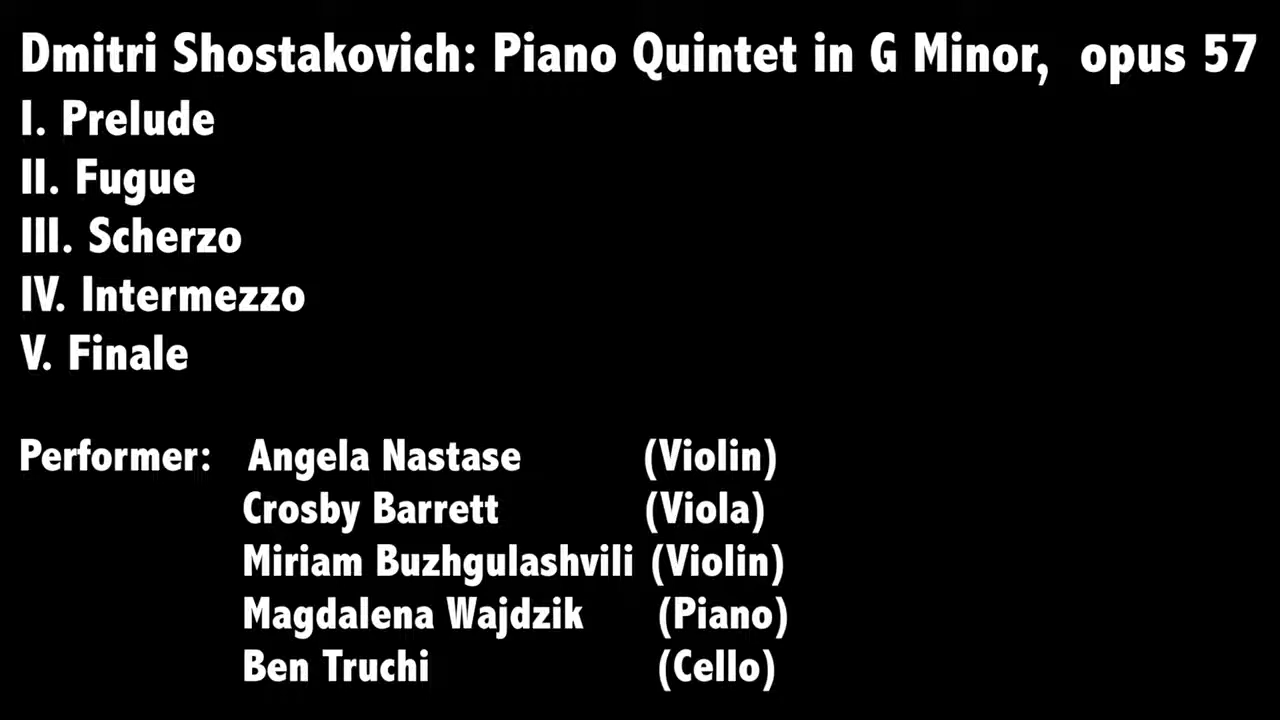 Dmitri Shostakovich: Piano Quintet in G Minor, opus 57
I. Prelude
II. Fugue
III. Scherzo
IV. Intermezzo
V. Finale
Performer: Angela Nastase (Violin)
Crosby Barrett (Viola)
Miriam Buzhgulashvili (Violin)
Magdalena Wajdzik (Piano)
Ben Truchi (Cello)